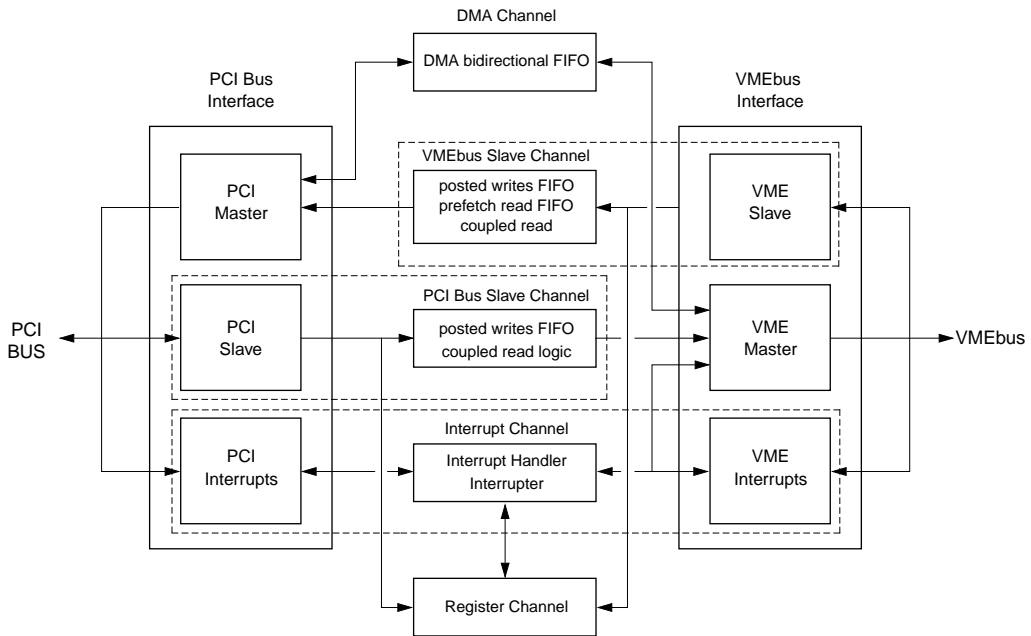 DMA Channel
DMA bidirectional FIFO
PCI Bus
Interface
VMEbus
Interface
VMEbus Slave Channel
PCI
Master
posted writes FIFO
prefetch read FIFO
coupled read
VME
Slave
PCI Bus Slave Channel
PCI
BUS
PCI
Slave
posted writes FIFO
coupled read logic
VME
Master
VMEbus
Interrupt Channel
PCI
Interrupts
Interrupt Handler
Interrupter
VME
Interrupts
Register Channel